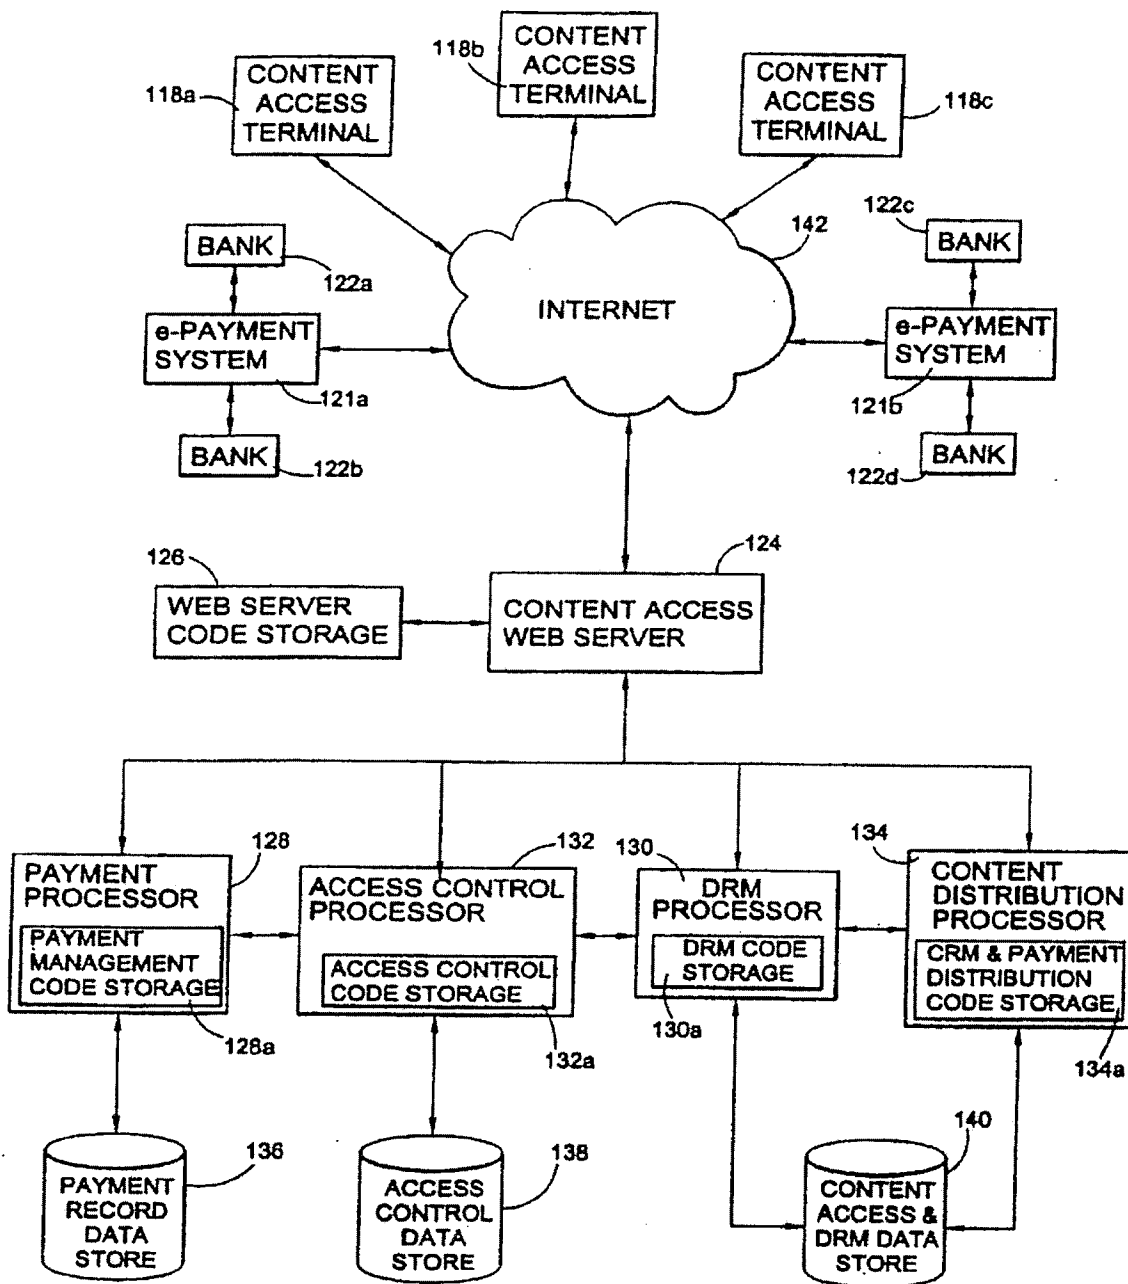 118a
CONTENT
ACCESS
TERMINAL
118b
CONTENT
ACCESS
TERMINAL
CONTENT
ACCESS
TERMINAL
118c
BANK
122a
e-PAYMENT
SYSTEM
121a
BANK
122b
INTERNET
142
122c
BANK
e-PAYMENT
SYSTEM
121b
BANK
122d
126
WEB SERVER
CODE STORAGE
124
CONTENT ACCESS
WEB SERVER
128
PAYMENT
PROCESSOR
PAYMENT
MANAGEMENT
CODE STORAGE
128a
132
ACCESS CONTROL
PROCESSOR
ACCESS CONTROL
CODE STORAGE
132a
130
DRM
PROCESSOR
DRM CODE
STORAGE
130a
134
CONTENT
DISTRIBUTION
PROCESSOR
CRM & PAYMENT
DISTRIBUTION
CODE STORAGE
134a
136
PAYMENT
RECORD
DATA
STORE
138
ACCESS
CONTROL
DATA
STORE
140
CONTENT
ACCESS &
DRM DATA
STORE